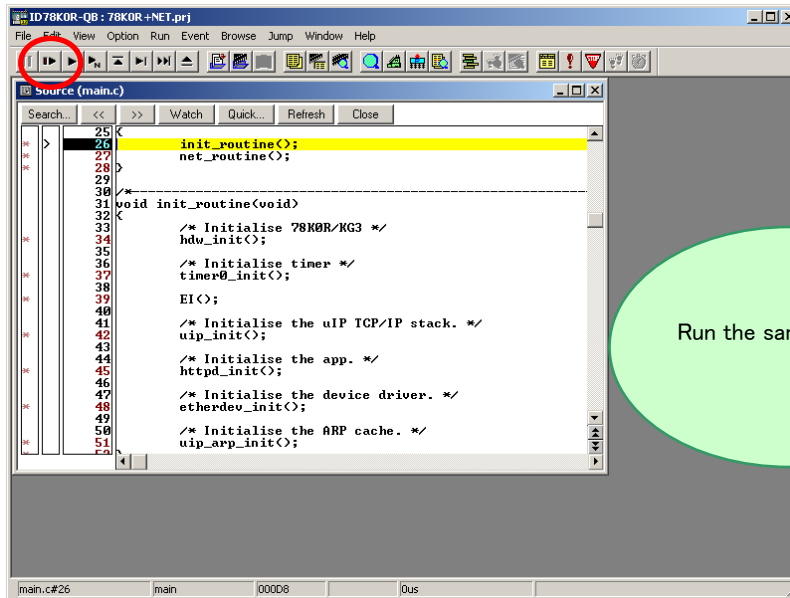 ID78K0R-QB : 78K0R+NET.prj
File Edit View Option Run Event Browse Jump Window Help
Source (main.c)
Search... << >> Watch Quick... Refresh Close
25 {
* > 26 init_routine();
* 27 net_routine();
* 28 }
29
30 /*--------------------------------------------------
31 void init_routine(void)
32 {
33 /* Initialise 78K0R/KG3 */
* 34 hdw_init();
35
36 /* Initialise timer */
* 37 timer0_init();
38
* 39 EI();
40
41 /* Initialise the uIP TCP/IP stack. */
* 42 uip_init();
43
44 /* Initialise the app. */
* 45 httpd_init();
46
47 /* Initialise the device driver. */
* 48 etherdev_init();
49
50 /* Initialise the ARP cache. */
* 51 uip_arp_init();
52 }
Run the sar
main.c#26 main 000D8 0us